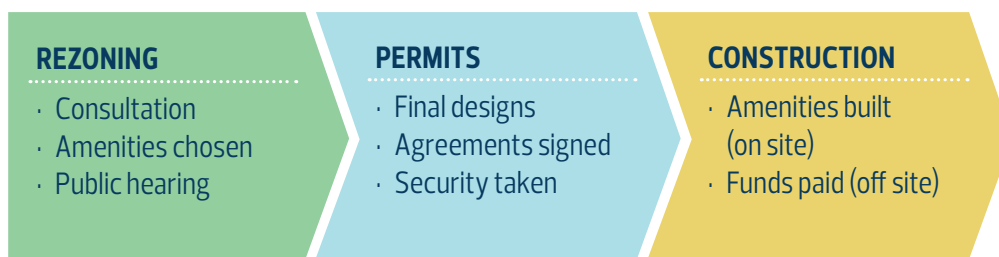 REZONING
· Consultation
· Amenities chosen
· Public hearing
PERMITS
· Final designs
· Agreements signed
· Security taken
CONSTRUCTION
· Amenities built
(on site)
· Funds paid (off site)